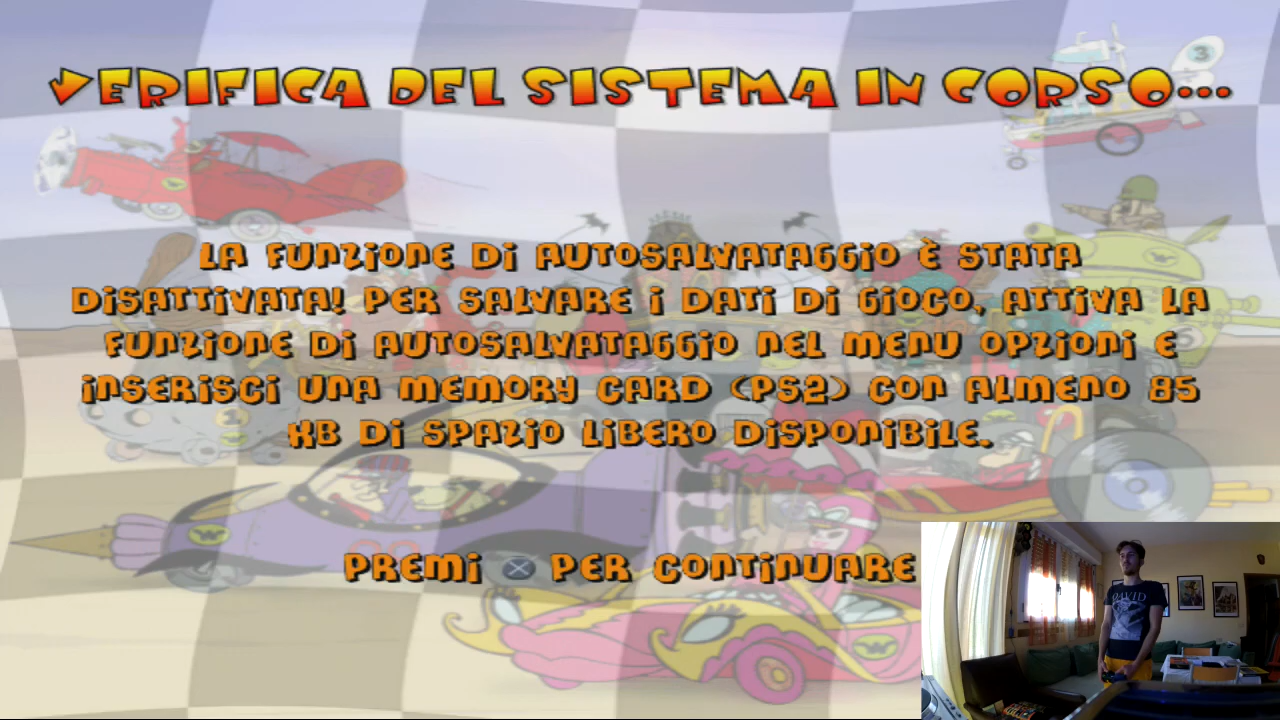 VERIFICA DEL SISTEMA IN CORSO...
3
LA FUNZIONE DI AUTOSALVATAGGIO È STATA
DISATTIVATA! PER SALVARE I DATI DI GIOCO, ATTIVA LA
FUNZIONE DI AUTOSALVATAGGIO NEL MENU OPZIONI E
INSERISCI UNA MEMORY CARD (PS2) CON ALMENO 85
KB DI SPAZIO LIBERO DISPONIBILE.
PREMI PER CONTINUARE
DAVID